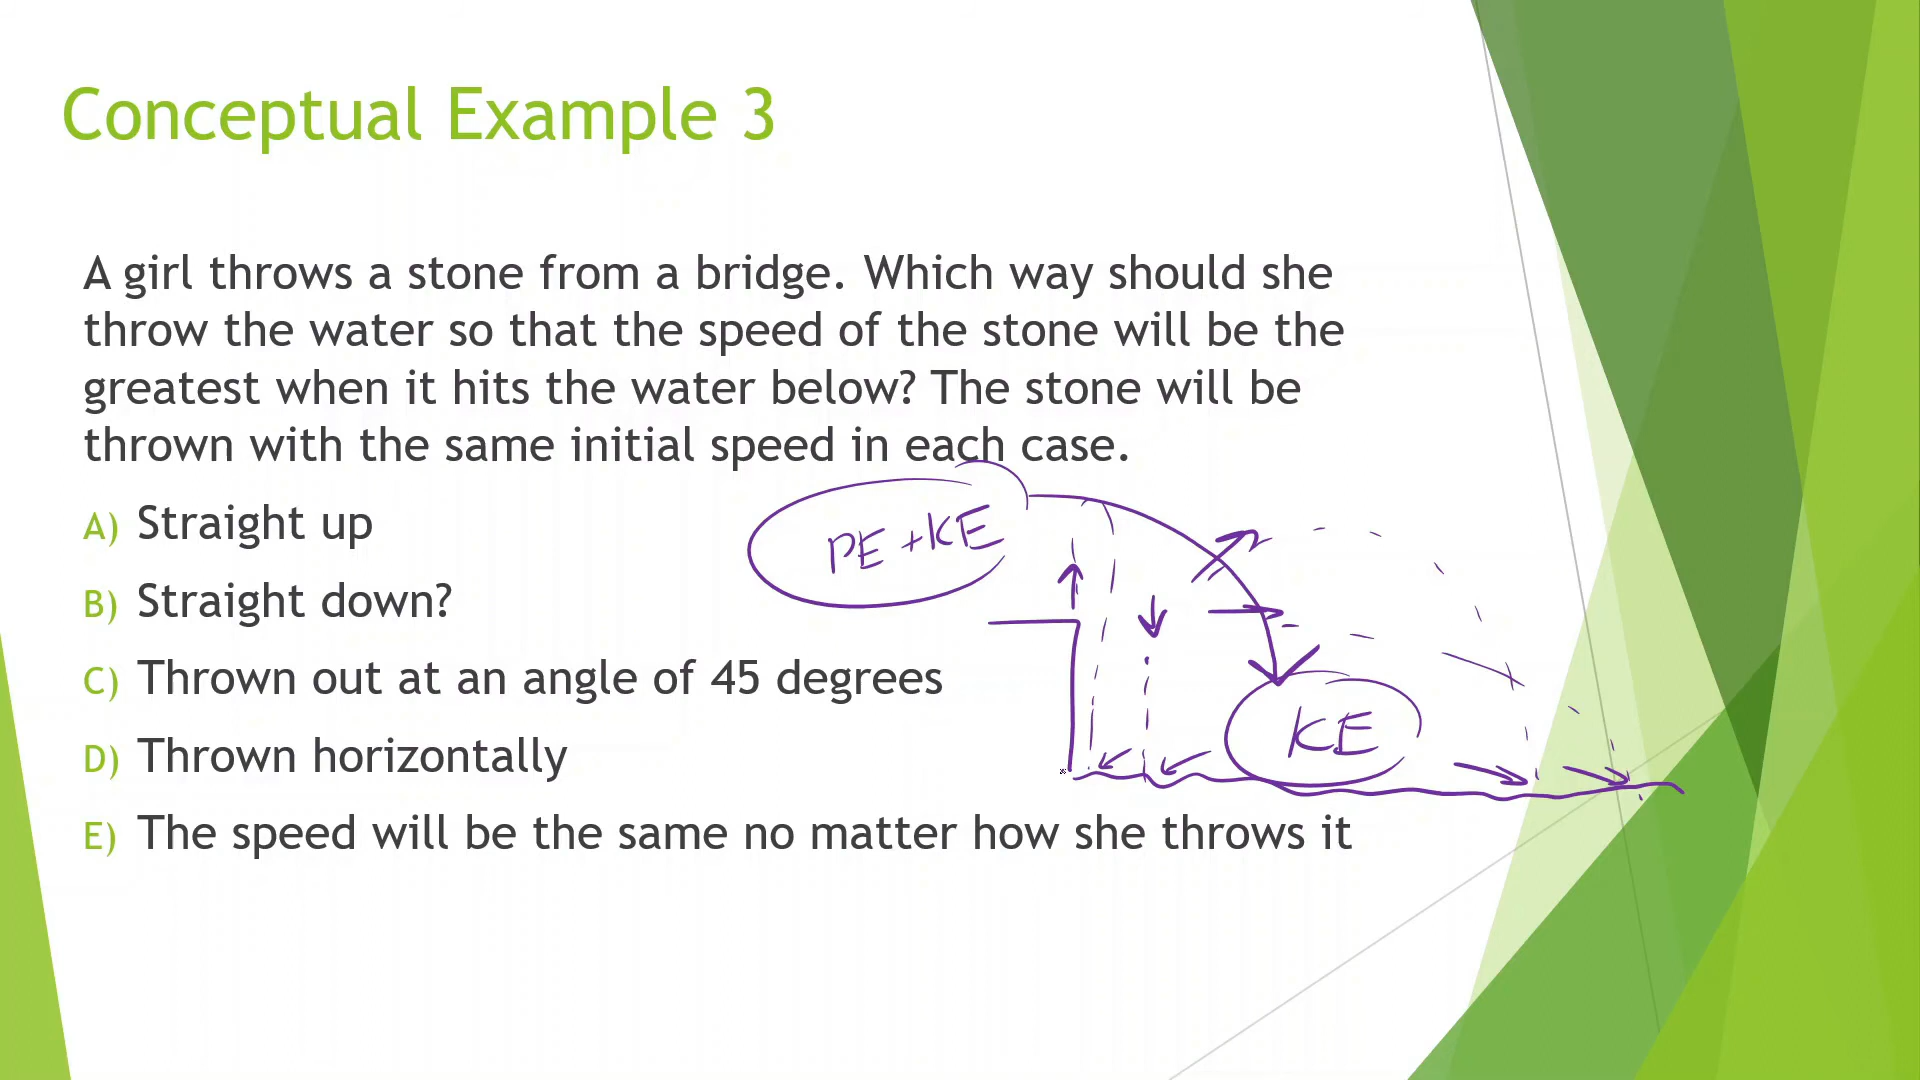 Conceptual Example 3
A girl throws a stone from a bridge. Which way should she
throw the water so that the speed of the stone will be the
greatest when it hits the water below? The stone will be
thrown with the same initial speed in each case.
A) Straight up
PE + KE
B) Straight down?
C) Thrown out at an angle of 45 degrees
KE
D) Thrown horizontally
E) The speed will be the same no matter how she throws it